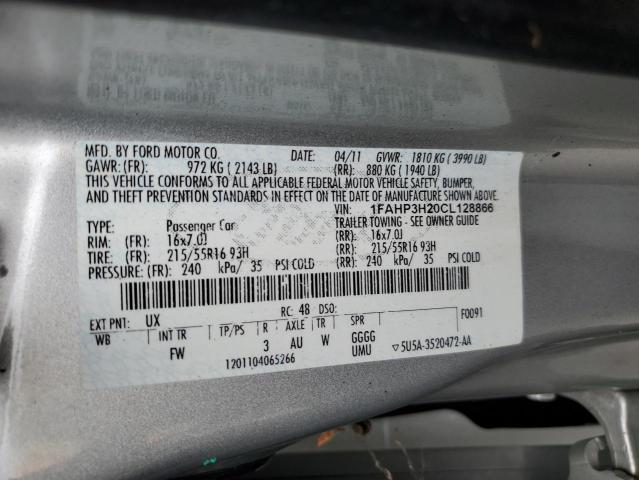 MFD. BY FORD MOTOR CO. DATE: 04/11 GVWR: 1810 KG ( 3990 LB)
GAWR: (FR): 972 KG ( 2143 LB) (RR): 880 KG ( 1940 LB)
THIS VEHICLE CONFORMS TO ALL APPLICABLE FEDERAL MOTOR VEHICLE SAFETY, BUMPER,
AND THEFT PREVENTION STANDARDS IN EFFECT ON THE DATE OF MANUFACTURE SHOWN ABOVE.
VIN: 1FAHP3H20CL128866
TYPE: Passenger Car TRAILER TOWING - SEE OWNER GUIDE
RIM: (FR): 16x7.0J (RR): 16x7.0J
TIRE: (FR): 215/55R16 93H (RR): 215/55R16 93H
PRESSURE: (FR): 240 kPa/ 35 PSI COLD (RR): 240 kPa/ 35 PSI COLD
RC: 48 DSO: F0091
EXT PNT: UX
WB INT TR TP/PS R AXLE TR SPR
FW 3 AU W GGGG
UMU
1201104065266
▽5U5A-3520472-AA